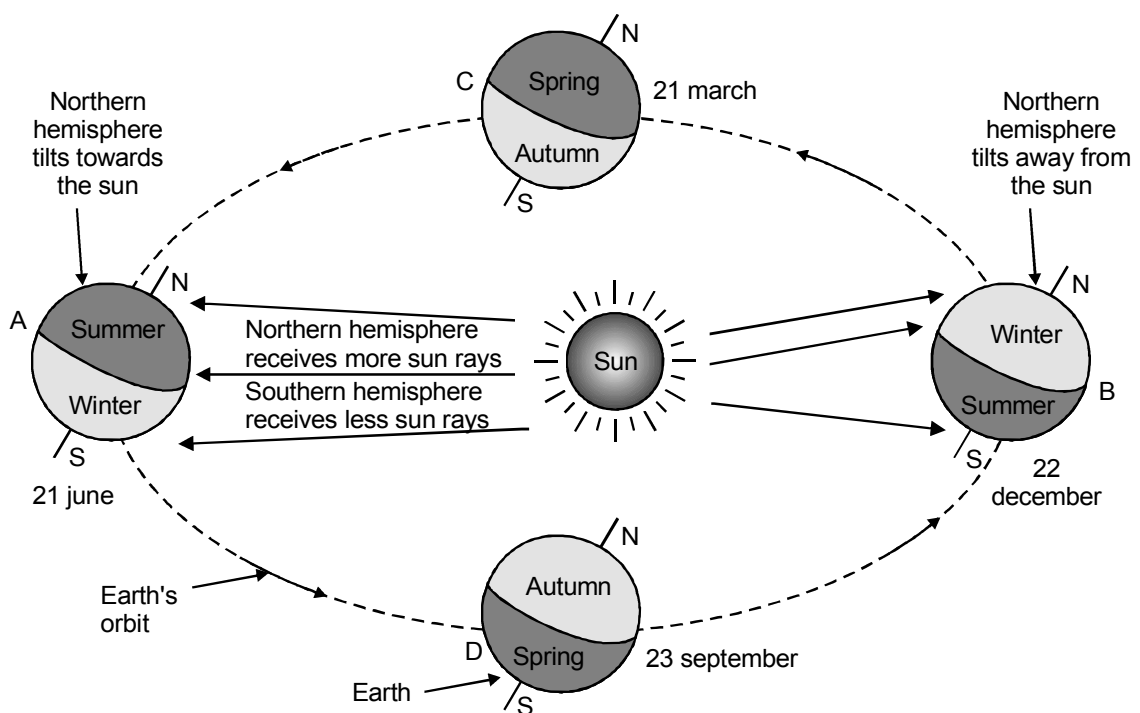 N
C
Spring
21 march
Autumn
S
Northern
hemisphere
tilts towards
the sun
Northern
hemisphere
tilts away from
the sun
N
A
Summer
Winter
S
21 june
Northern hemisphere
receives more sun rays
Southern hemisphere
receives less sun rays
Sun
N
Winter
Summer
B
S
22
december
Earth's
orbit
N
Autumn
D
Spring
23 september
Earth
S